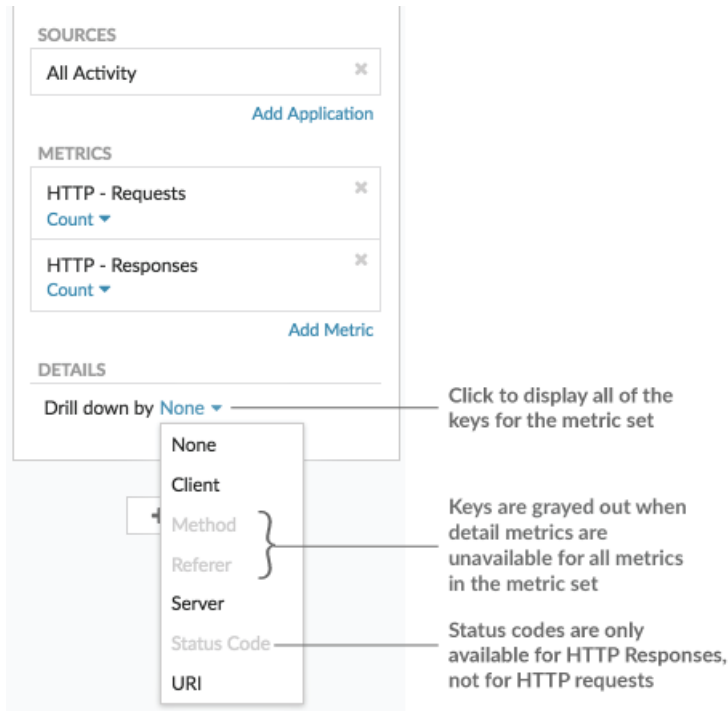 SOURCES
All Activity
Add Application
METRICS
HTTP - Requests
Count
HTTP - Responses
Count
Add Metric
DETAILS
Drill down by None
Click to display all of the
keys for the metric set
None
Client
Method
Referer
Keys are grayed out when
detail metrics are
unavailable for all metrics
in the metric set
Server
Status Code
URI
Status codes are only
available for HTTP Responses,
not for HTTP requests